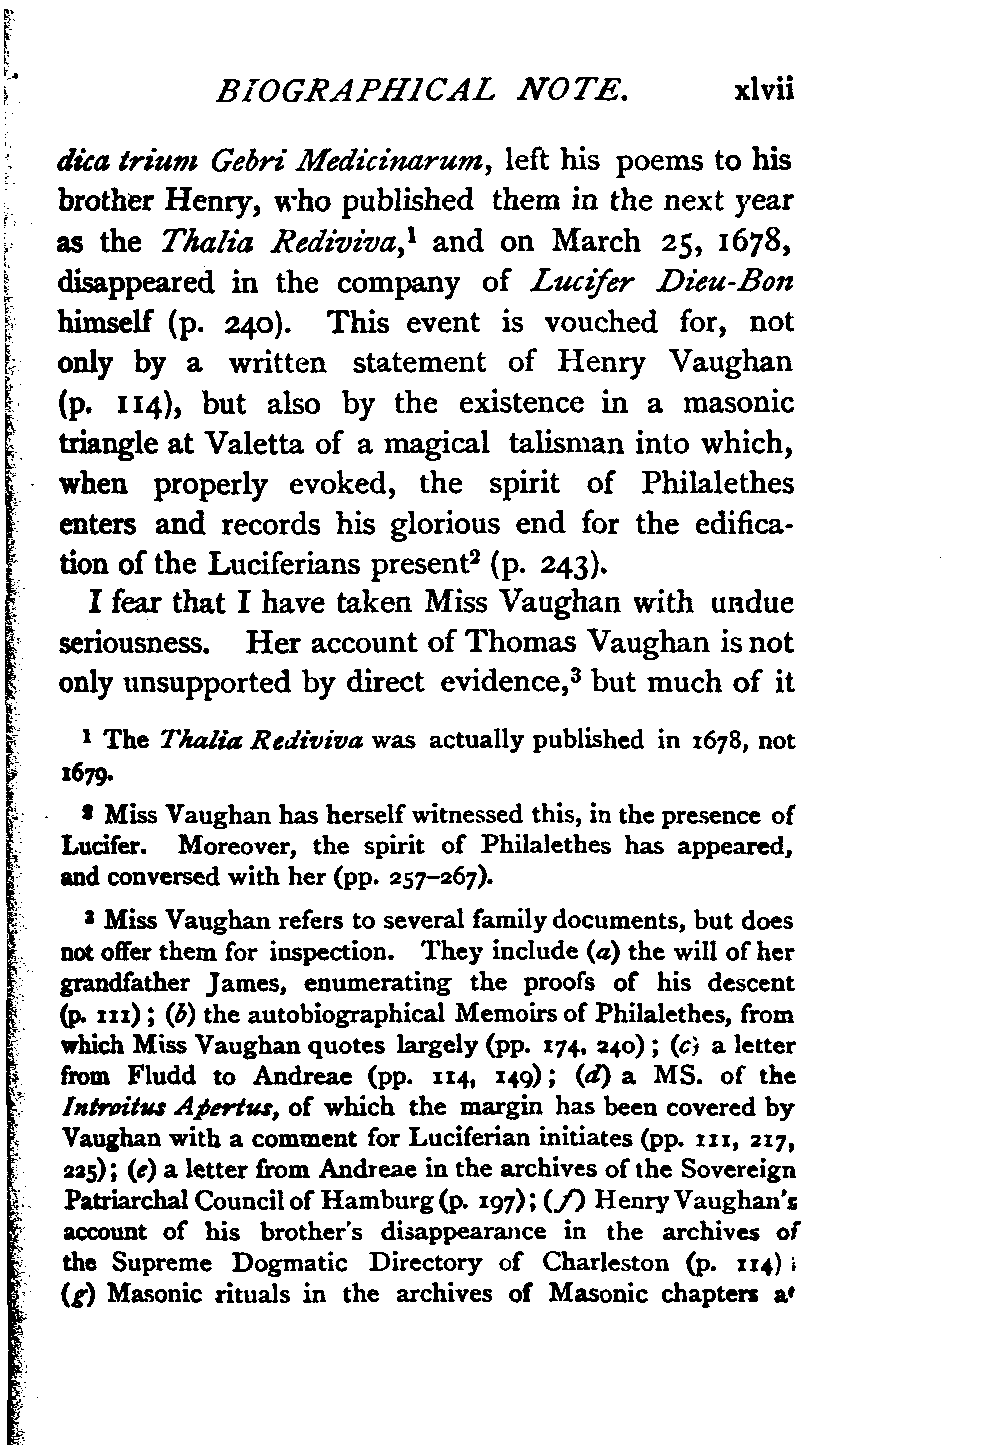 BIOGRAPHICAL NOTE. xlvii
dica trium Gebri Medicinarum, left his poems to his
brother Henry, who published them in the next year
as the Thalia Rediviva,¹ and on March 25, 1678,
disappeared in the company of Lucifer Dieu-Bon
himself (p. 240). This event is vouched for, not
only by a written statement of Henry Vaughan
(p. 114), but also by the existence in a masonic
triangle at Valetta of a magical talisman into which,
when properly evoked, the spirit of Philalethes
enters and records his glorious end for the edifica-
tion of the Luciferians present² (p. 243).
I fear that I have taken Miss Vaughan with undue
seriousness. Her account of Thomas Vaughan is not
only unsupported by direct evidence,³ but much of it
¹ The Thalia Rediviva was actually published in 1678, not
1679.
² Miss Vaughan has herself witnessed this, in the presence of
Lucifer. Moreover, the spirit of Philalethes has appeared,
and conversed with her (pp. 257–267).
³ Miss Vaughan refers to several family documents, but does
not offer them for inspection. They include (a) the will of her
grandfather James, enumerating the proofs of his descent
(p. 111); (b) the autobiographical Memoirs of Philalethes, from
which Miss Vaughan quotes largely (pp. 174, 240); (c) a letter
from Fludd to Andreae (pp. 114, 149); (d) a MS. of the
Introitus Apertus, of which the margin has been covered by
Vaughan with a comment for Luciferian initiates (pp. 111, 217,
225); (e) a letter from Andreae in the archives of the Sovereign
Patriarchal Council of Hamburg (p. 197); (f) Henry Vaughan's
account of his brother's disappearance in the archives of
the Supreme Dogmatic Directory of Charleston (p. 114);
(g) Masonic rituals in the archives of Masonic chapters at